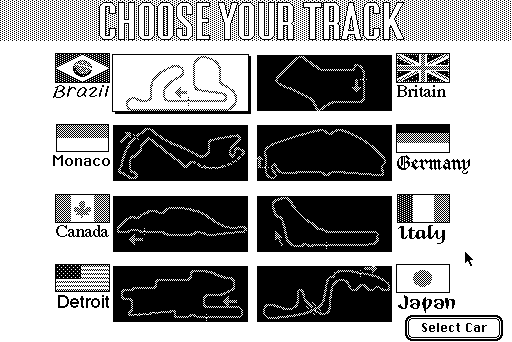 CHOOSE YOUR TRACK
Brazil
Britain
Monaco
Germany
Canada
Italy
Detroit
Japan
Select Car